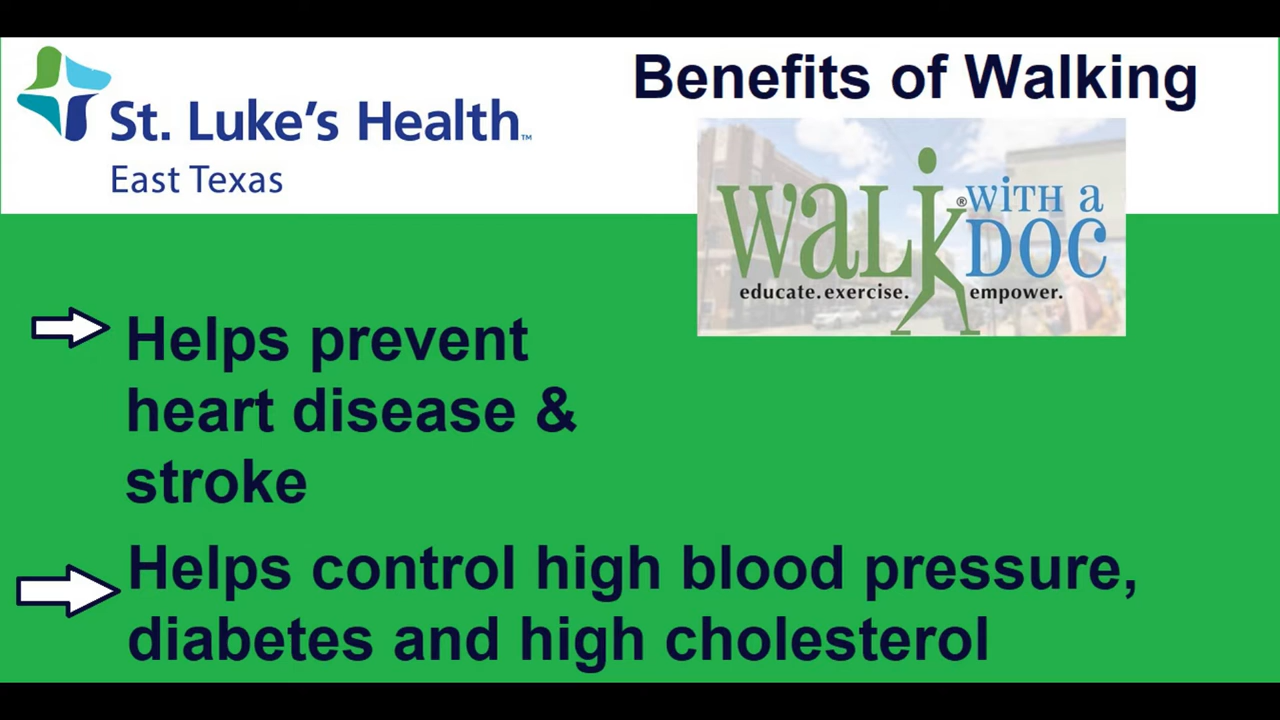 St. Luke's Health™
East Texas
Benefits of Walking
WALK® WITH A
DOC
educate.exercise. empower.
Helps prevent
heart disease &
stroke
Helps control high blood pressure,
diabetes and high cholesterol